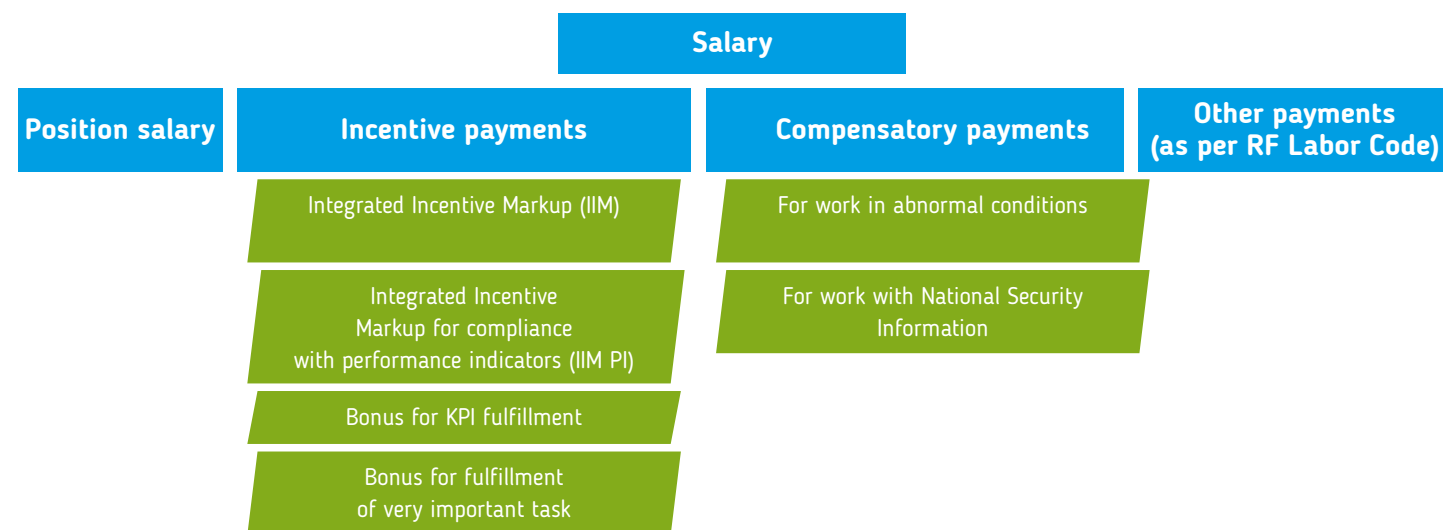 Salary
Position salary
Incentive payments
Compensatory payments
Other payments
(as per RF Labor Code)
Integrated Incentive Markup (IIM)
Integrated Incentive
Markup for compliance
with performance indicators (IIM PI)
Bonus for KPI fulfillment
Bonus for fulfillment
of very important task
For work in abnormal conditions
For work with National Security
Information